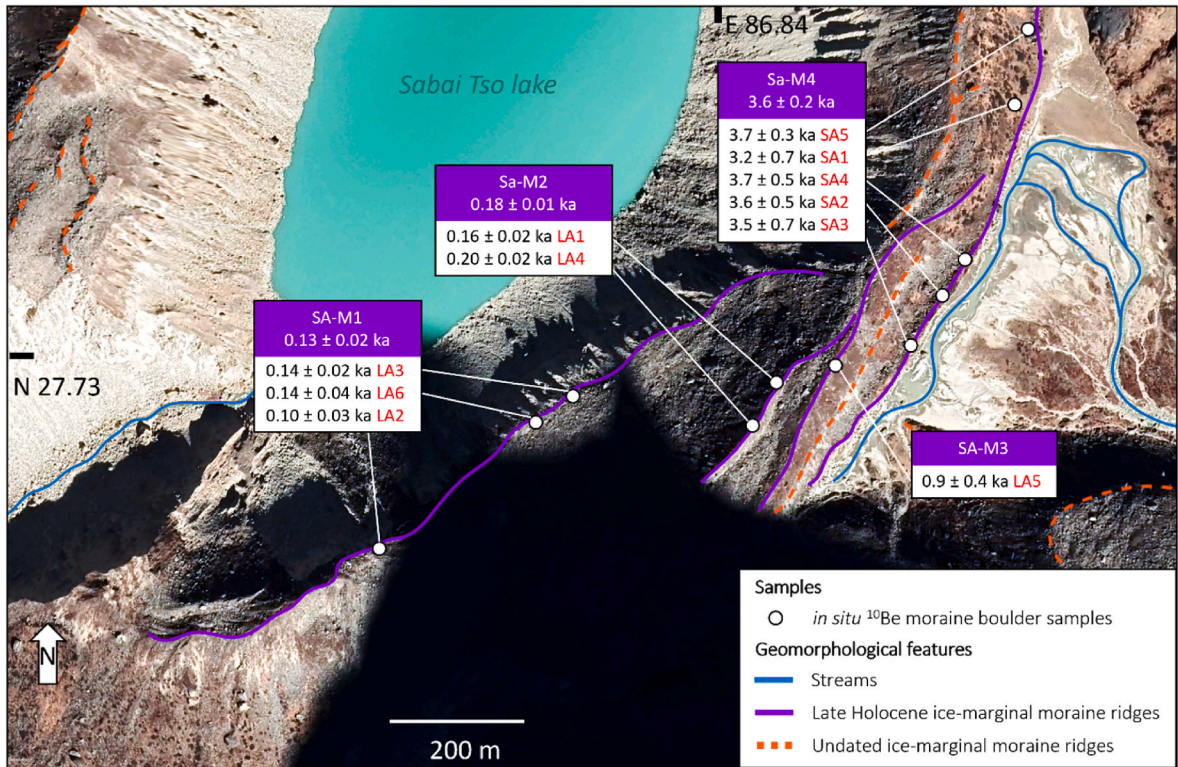 E 86.84
Sabai Tso lake
Sa-M4
3.6 ± 0.2 ka
3.7 ± 0.3 ka SA5
3.2 ± 0.7 ka SA1
3.7 ± 0.5 ka SA4
3.6 ± 0.5 ka SA2
3.5 ± 0.7 ka SA3
Sa-M2
0.18 ± 0.01 ka
0.16 ± 0.02 ka LA1
0.20 ± 0.02 ka LA4
SA-M1
0.13 ± 0.02 ka
0.14 ± 0.02 ka LA3
0.14 ± 0.04 ka LA6
0.10 ± 0.03 ka LA2
N 27.73
SA-M3
0.9 ± 0.4 ka LA5
N
200 m
Samples
in situ ¹⁰Be moraine boulder samples
Geomorphological features
Streams
Late Holocene ice-marginal moraine ridges
Undated ice-marginal moraine ridges